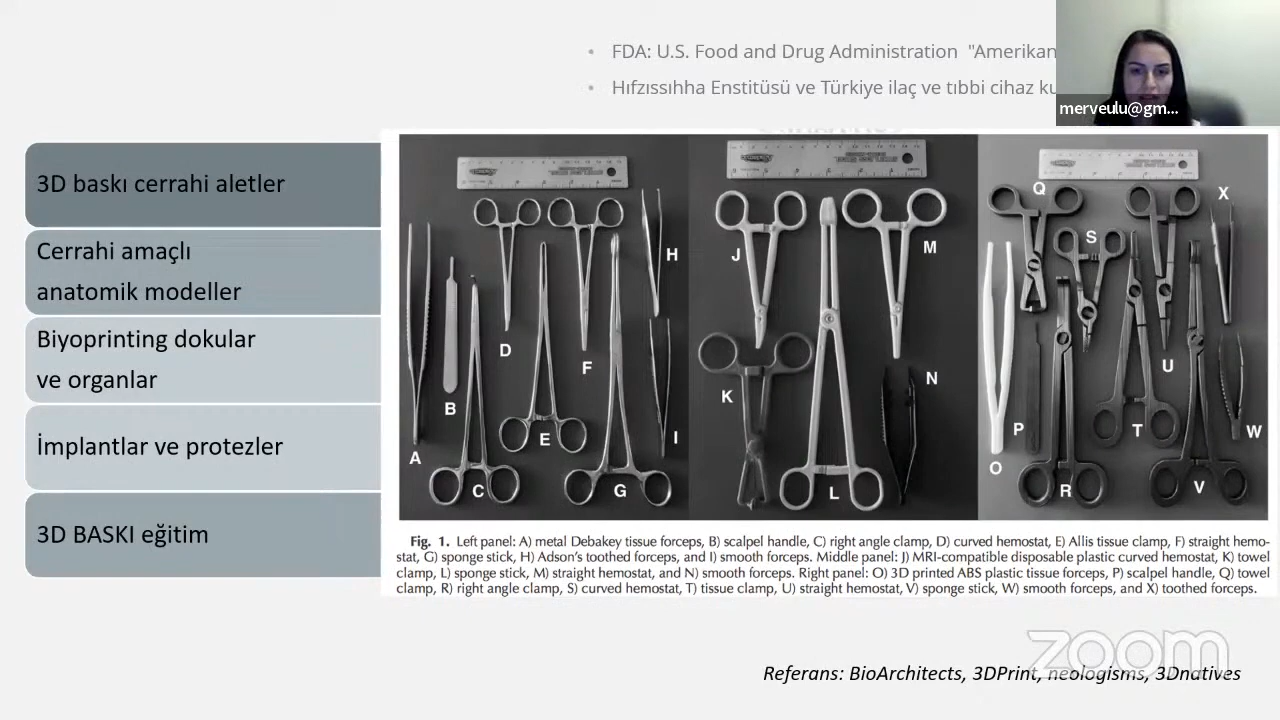 FDA: U.S. Food and Drug Administration "Amerikan
Hıfzıssıhha Enstitüsü ve Türkiye ilaç ve tıbbi cihaz ku
merveulu@gm...
3D baskı cerrahi aletler
Cerrahi amaçlı
anatomik modeller
Biyoprinting dokular
ve organlar
İmplantlar ve protezler
3D BASKI eğitim
A
B
C
D
E
F
G
H
I
J
K
L
M
N
O
P
Q
R
S
T
U
V
W
X
Fig. 1. Left panel: A) metal Debakey tissue forceps, B) scalpel handle, C) right angle clamp, D) curved hemostat, E) Allis tissue clamp, F) straight hemo-
stat, G) sponge stick, H) Adson's toothed forceps, and I) smooth forceps. Middle panel: J) MRI-compatible disposable plastic curved hemostat, K) towel
clamp, L) sponge stick, M) straight hemostat, and N) smooth forceps. Right panel: O) 3D printed ABS plastic tissue forceps, P) scalpel handle, Q) towel
clamp, R) right angle clamp, S) curved hemostat, T) tissue clamp, U) straight hemostat, V) sponge stick, W) smooth forceps, and X) toothed forceps.
zoom
Referans: BioArchitects, 3DPrint, neologisms, 3Dnatives